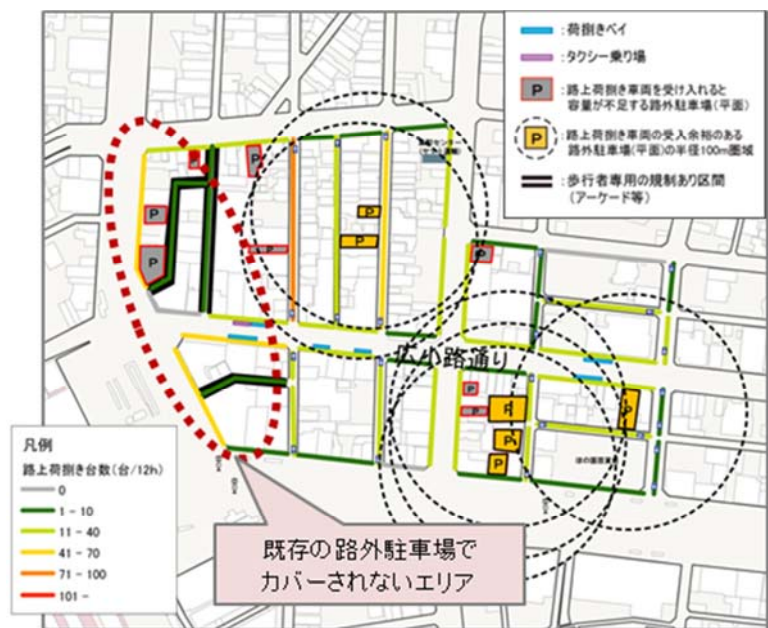 ：荷捌きベイ
：タクシー乗り場
P
：路上荷捌き車両を受け入れると
容量が不足する路外駐車場（平面）
P
：路上荷捌き車両の受入余裕のある
路外駐車場（平面）の半径100m圏域
：歩行者専用の規制あり区間
（アーケード等）
P
P
P
P
P
P
P
P
広小路通り
P
P
P
P
凡例
路上荷捌き台数（台/12h）
0
1 - 10
11 - 40
41 - 70
71 - 100
101 -
既存の路外駐車場で
カバーされないエリア